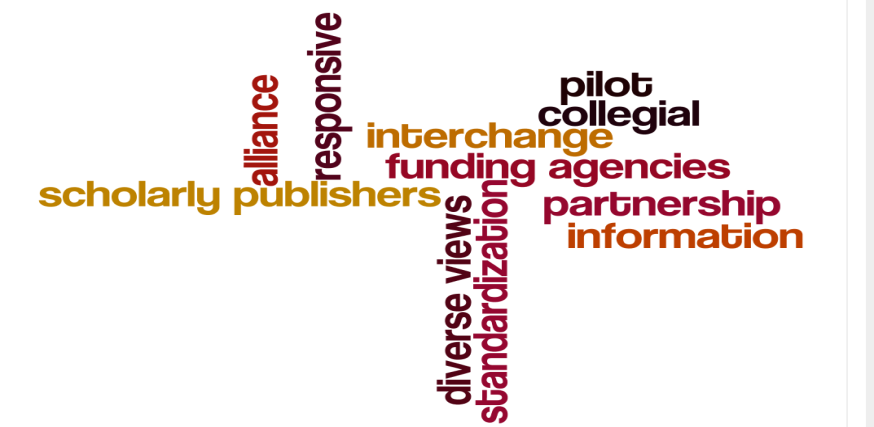 responsive
alliance
pilot
collegial
interchange
funding agencies
scholarly publishers
partnership
information
diverse views
standardization